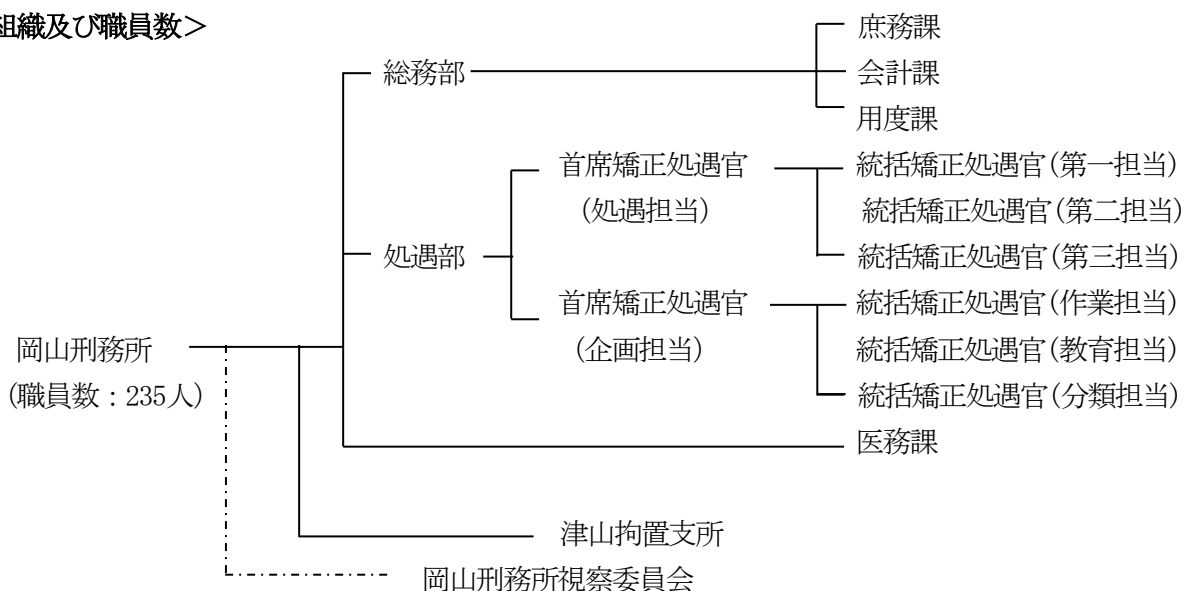 組織及び職員数＞
庶務課
総務部
会計課
用度課
首席矯正処遇官
統括矯正処遇官(第一担当)
(処遇担当)
統括矯正処遇官(第二担当)
処遇部
統括矯正処遇官(第三担当)
首席矯正処遇官
統括矯正処遇官(作業担当)
岡山刑務所
(企画担当)
統括矯正処遇官(教育担当)
(職員数：235人)
統括矯正処遇官(分類担当)
医務課
津山拘置支所
岡山刑務所視察委員会